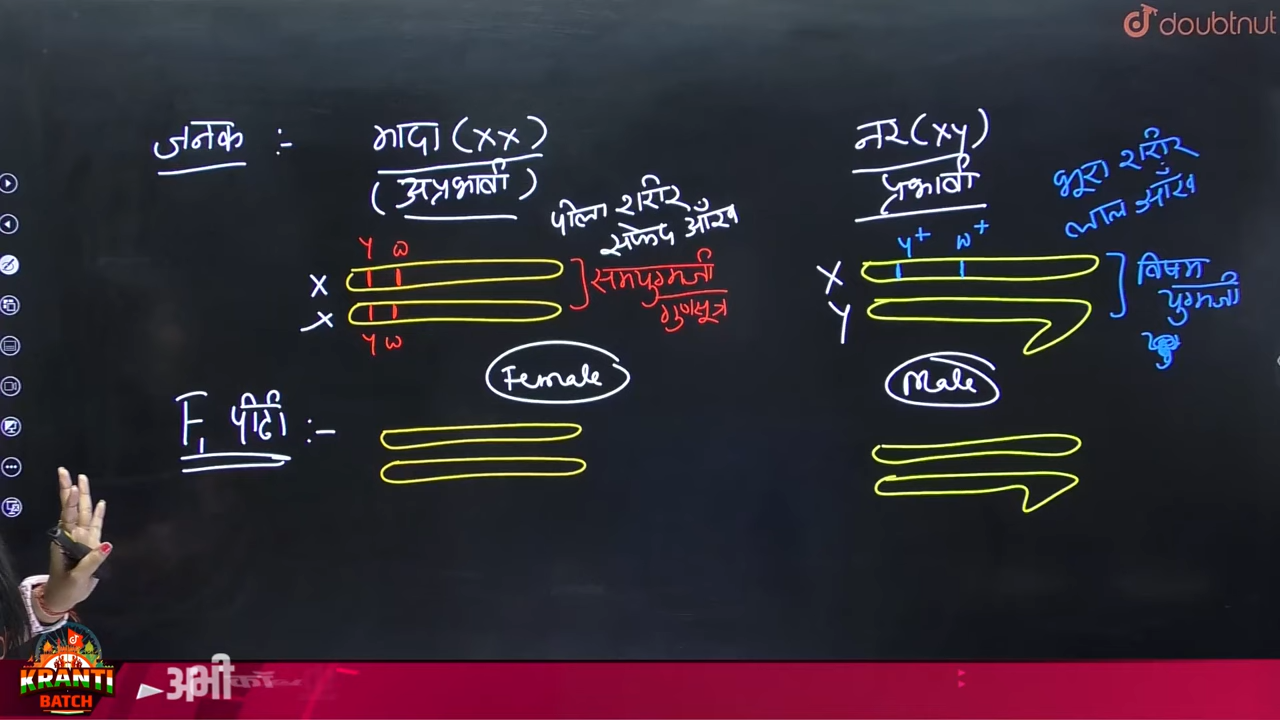 doubtnut
जनक :-
मादा (XX)
(अप्रभावी)
पीला शरीर
सफेद आँख
नर (XY)
प्रभावी
भूरा शरीर
लाल आँख
y w
X
X
y w
समयुग्मजी
गुणसूत्र
y+ w+
X
Y
विषम
युग्मजी
Female
Male
F1 पीढी :-
KRANTI
BATCH
अभी